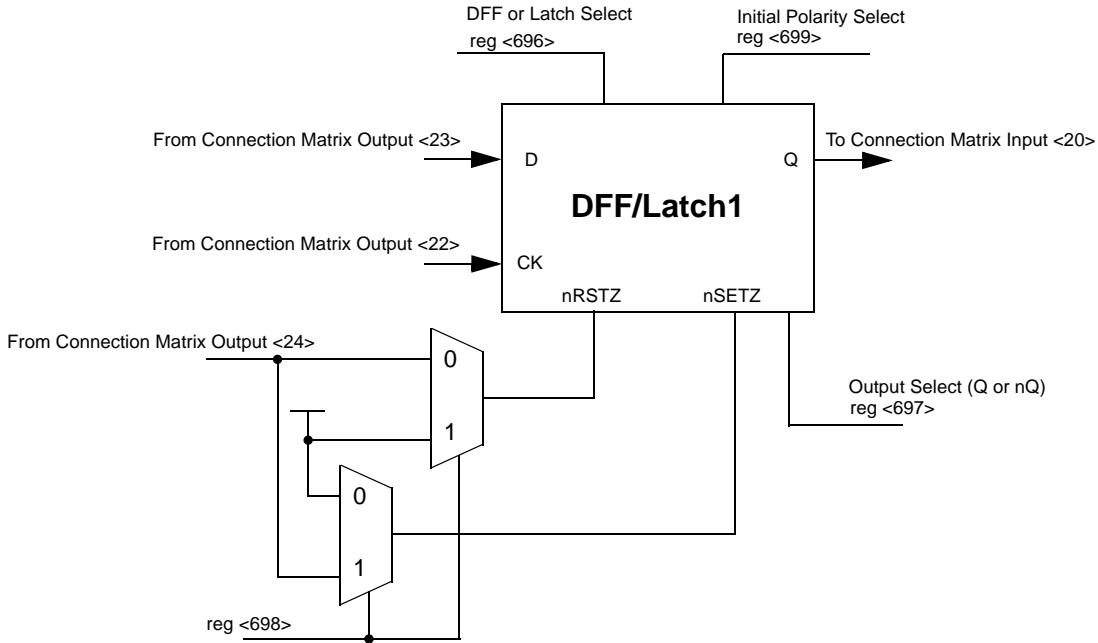 DFF or Latch Select
reg <696>
Initial Polarity Select
reg <699>
From Connection Matrix Output <23>
D
Q
To Connection Matrix Input <20>
DFF/Latch1
From Connection Matrix Output <22>
CK
nRSTZ
nSETZ
From Connection Matrix Output <24>
0
1
Output Select (Q or nQ)
reg <697>
0
1
reg <698>